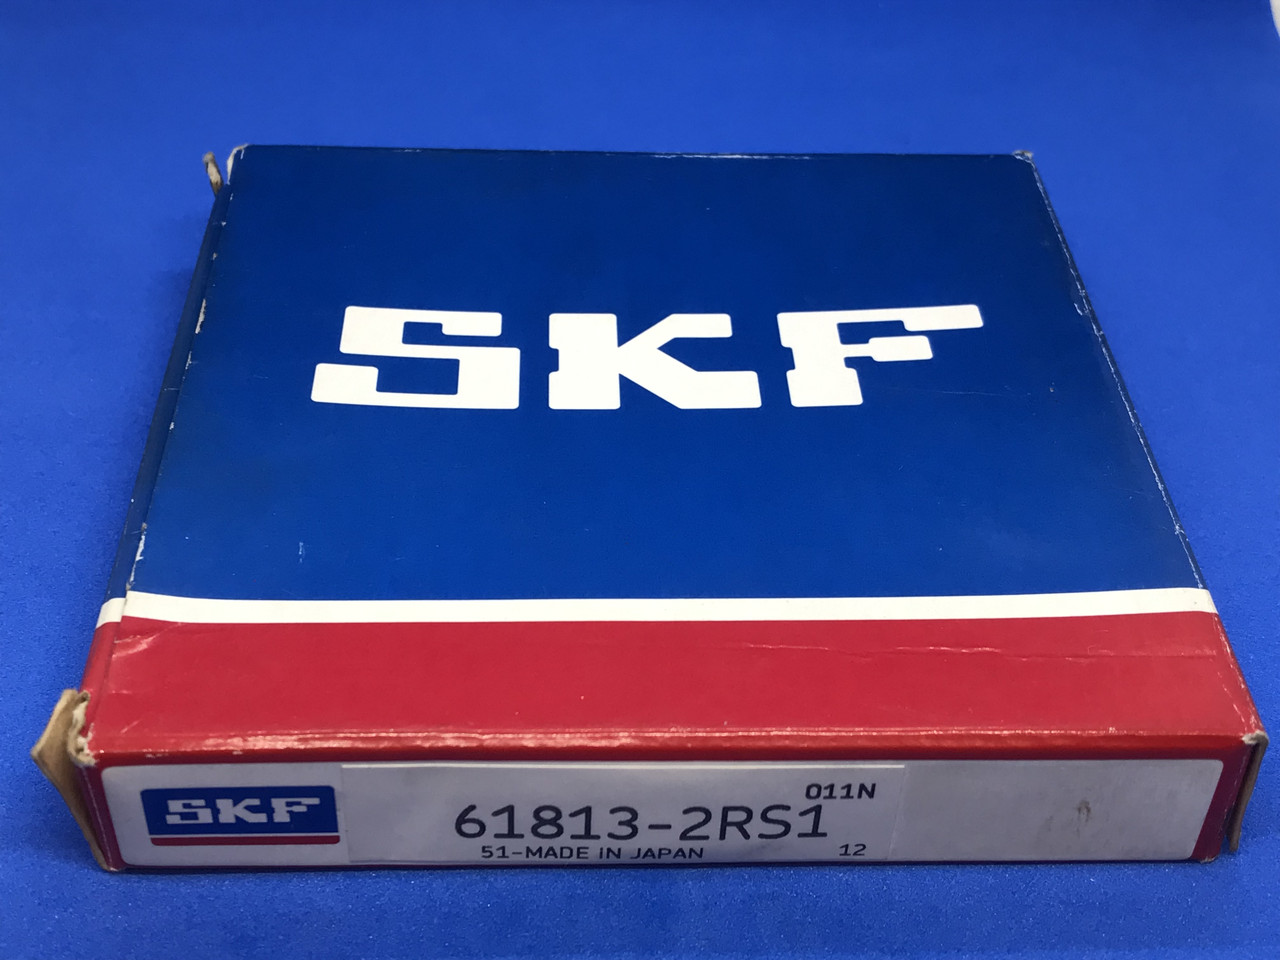 SKF
SKF
011N
61813-2RS1
51-MADE IN JAPAN
12